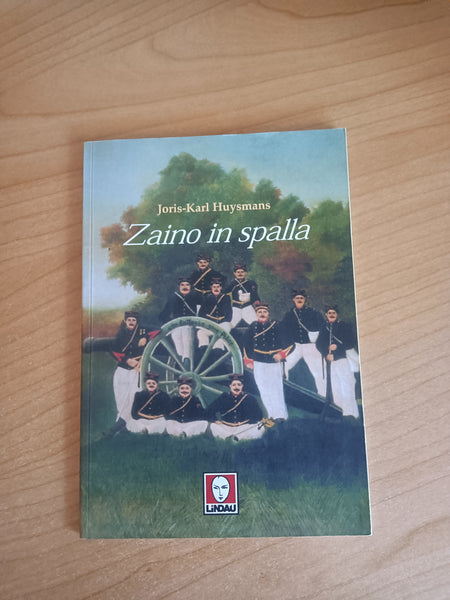 Joris-Karl Huysmans
Zaino in spalla
LiNDAU